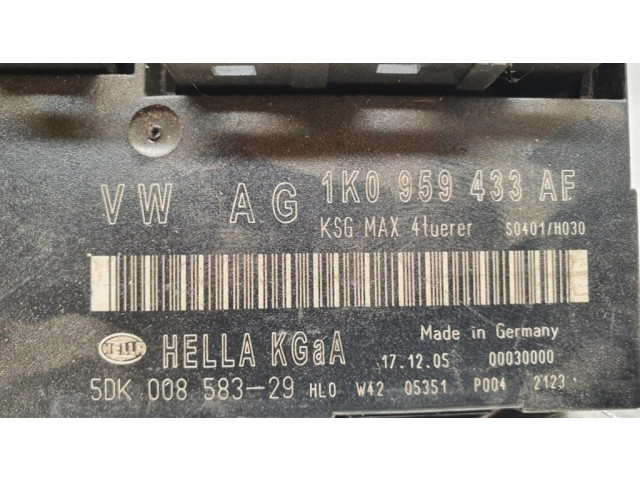 VW AG 1K0 959 433 AF
KSG MAX 4tuerer S0401/H030
Made in Germany
HELLA HELLA KGaA 17.12.05 00030000
5DK 008 583-29 HLO W42 05351 P004 2123